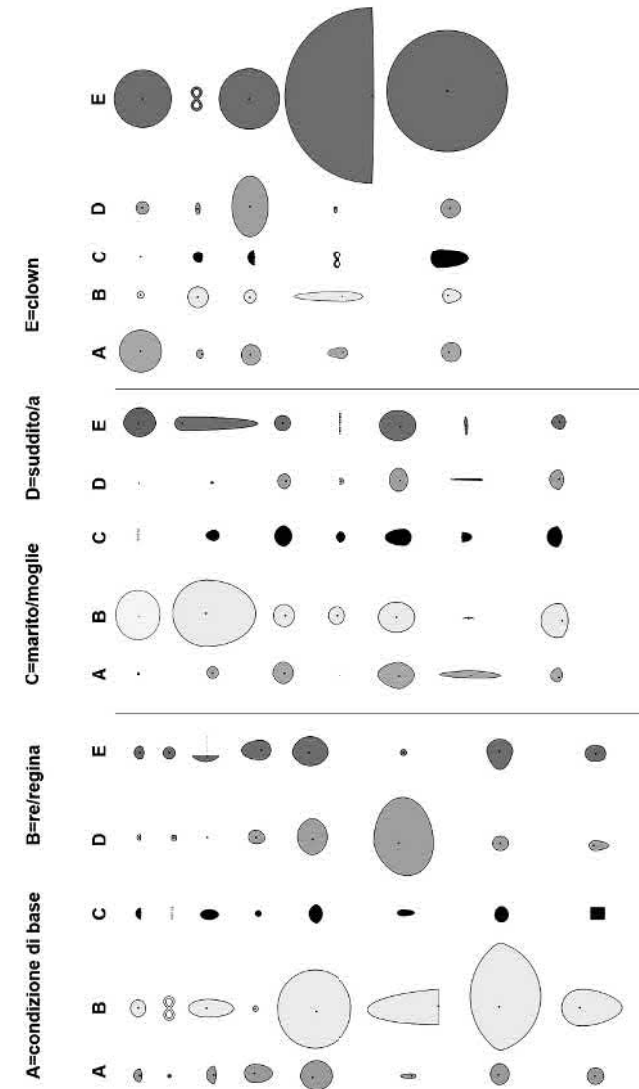 A=condizione di base B=re/regina C=marito/moglie D=suddito/a E=clown
A B C D E
A B C D E
A B C D E